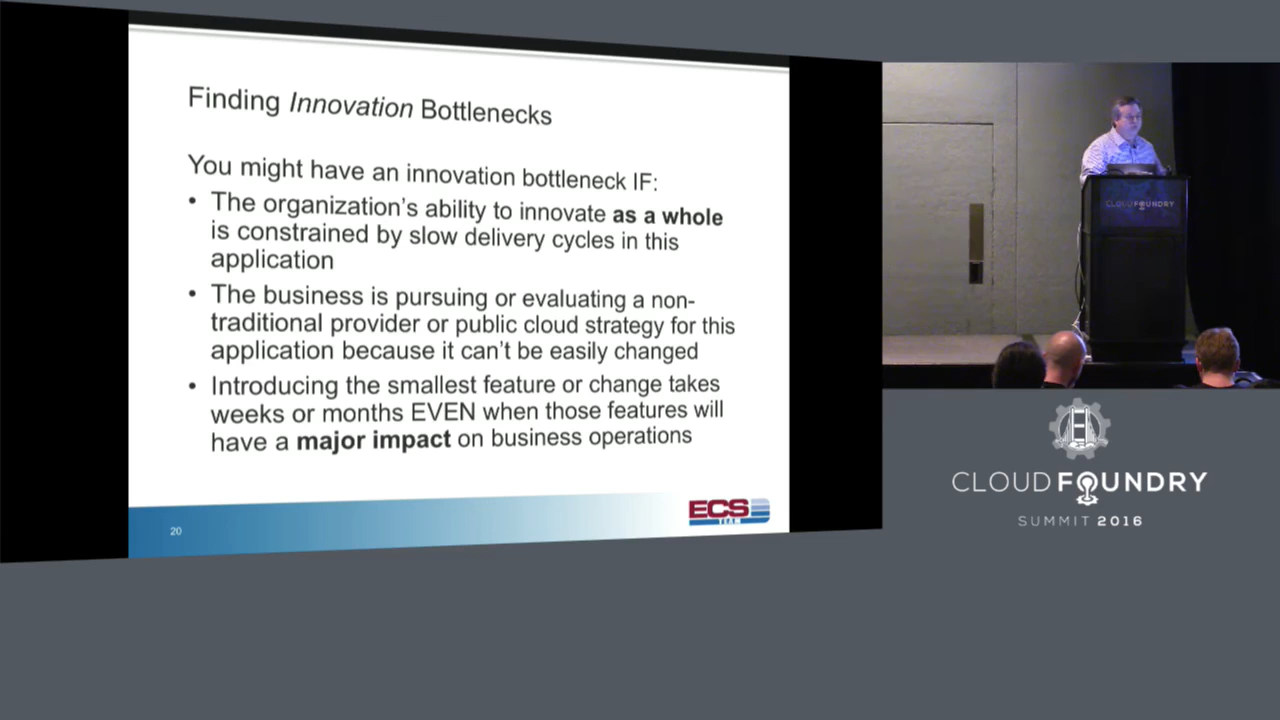 Finding Innovation Bottlenecks
You might have an innovation bottleneck IF:
• The organization's ability to innovate as a whole
is constrained by slow delivery cycles in this
application
• The business is pursuing or evaluating a non-
traditional provider or public cloud strategy for this
application because it can't be easily changed
• Introducing the smallest feature or change takes
weeks or months EVEN when those features will
have a major impact on business operations
20
ECS
TEAM
CLOUD FOUNDRY
CLOUD FOUNDRY
SUMMIT 2016